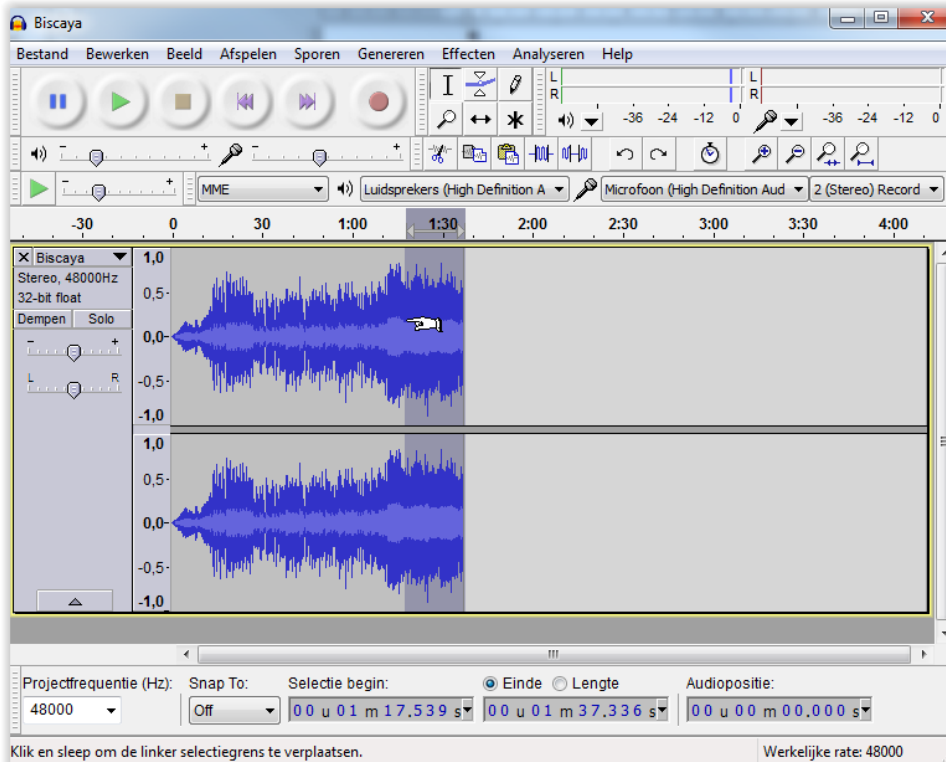 Biscaya
Bestand Bewerken Beeld Afspelen Sporen Genereren Effecten Analyseren Help
L L
R R
-36 -24 -12 0 -36 -24 -12 0
- + - +
- + MME Luidsprekers (High Definition A Microfoon (High Definition Aud 2 (Stereo) Record
-30 0 30 1:00 1:30 2:00 2:30 3:00 3:30 4:00
X Biscaya 1,0
Stereo, 48000Hz
32-bit float 0,5-
Dempen Solo
- + 0,0-
L R -0,5-
-1,0
1,0
0,5-
0,0-
-0,5-
-1,0
Projectfrequentie (Hz): Snap To: Selectie begin: Einde Lengte Audiopositie:
48000 Off 00 u 01 m 17.539 s 00 u 01 m 37.336 s 00 u 00 m 00.000 s
Klik en sleep om de linker selectiegrens te verplaatsen. Werkelijke rate: 48000